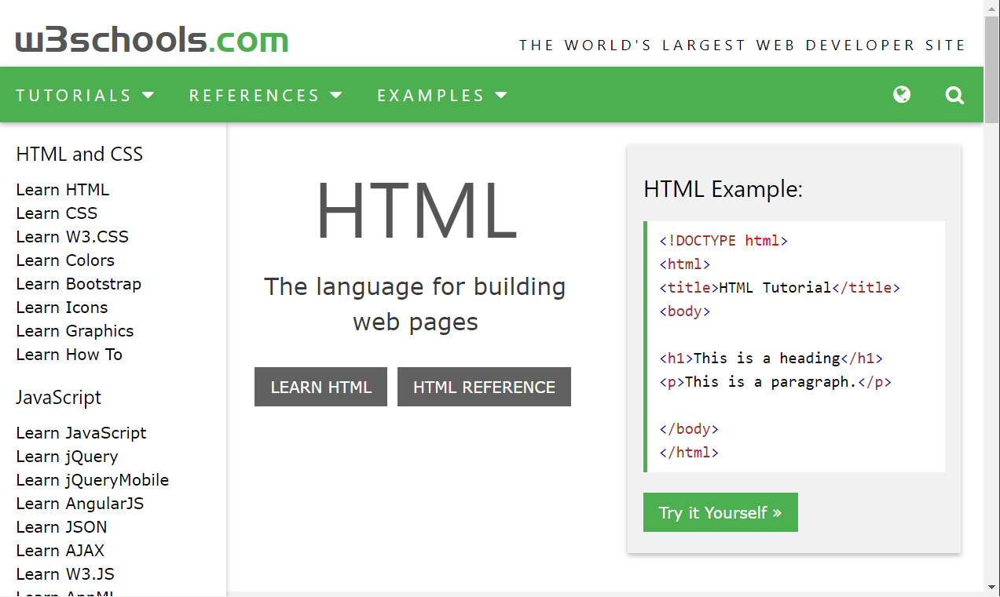 w3schools.com
THE WORLD'S LARGEST WEB DEVELOPER SITE
TUTORIALS REFERENCES EXAMPLES
HTML and CSS
Learn HTML
Learn CSS
Learn W3.CSS
Learn Colors
Learn Bootstrap
Learn Icons
Learn Graphics
Learn How To
JavaScript
Learn JavaScript
Learn jQuery
Learn jQueryMobile
Learn AngularJS
Learn JSON
Learn AJAX
Learn W3.JS
Learn AppML
HTML
The language for building
web pages
LEARN HTML HTML REFERENCE
HTML Example:
<!DOCTYPE html>
<html>
<title>HTML Tutorial</title>
<body>
<h1>This is a heading</h1>
<p>This is a paragraph.</p>
</body>
</html>
Try it Yourself »